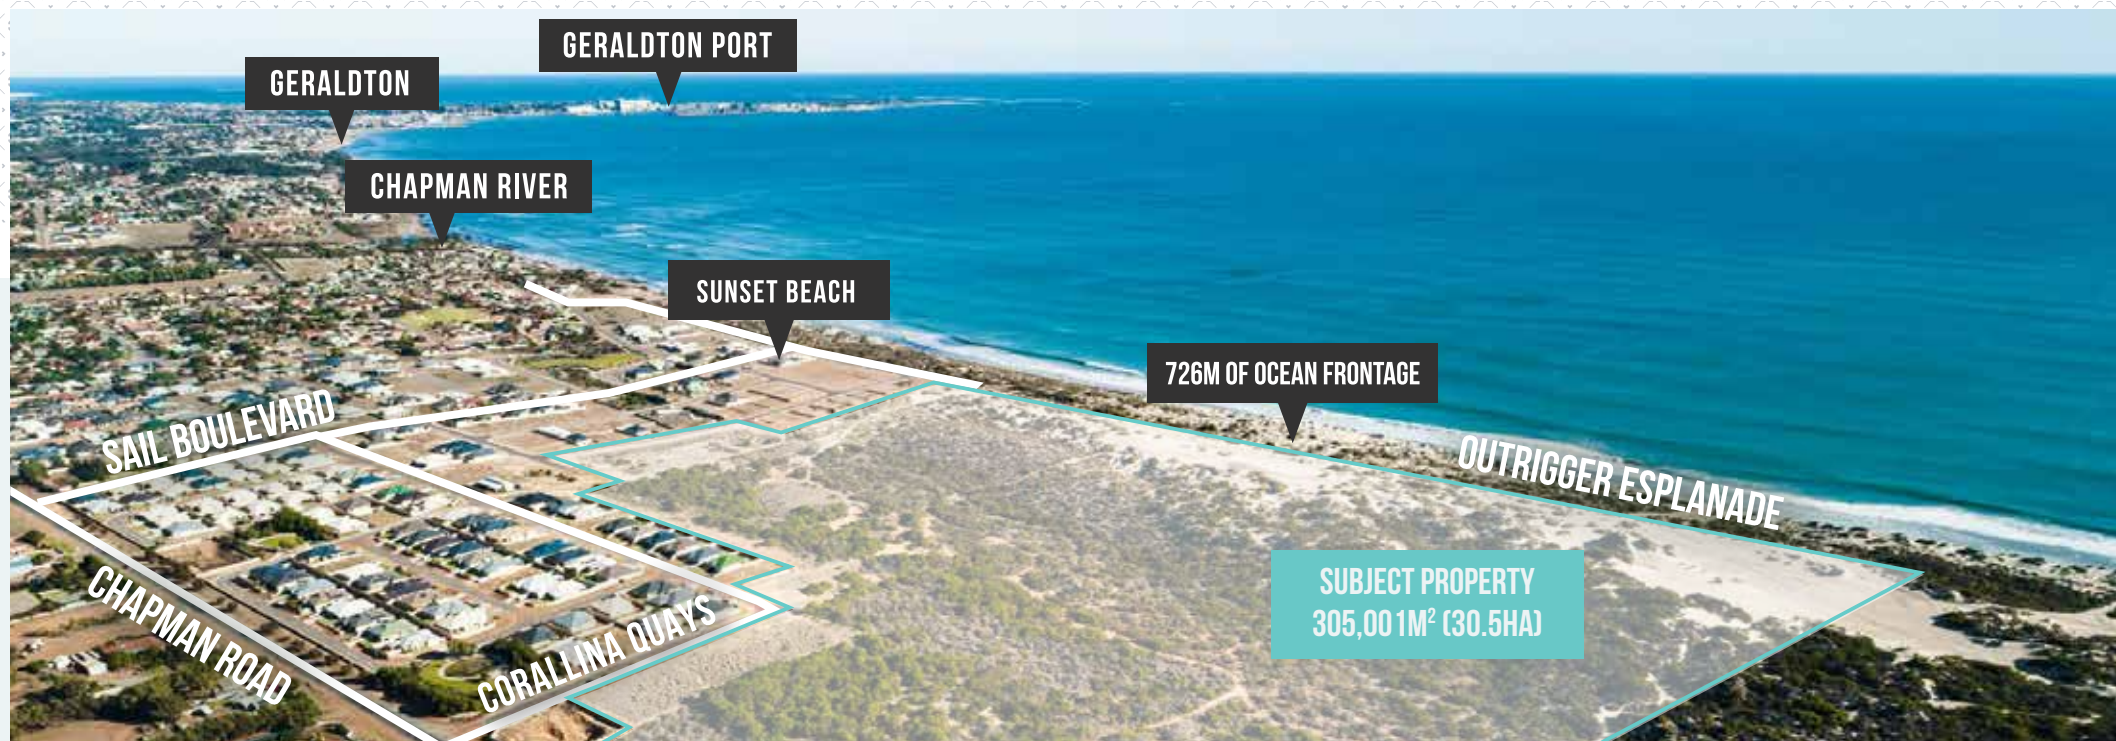 GERALDTON PORT
GERALDTON
CHAPMAN RIVER
SUNSET BEACH
726M OF OCEAN FRONTAGE
SAIL BOULEVARD
OUTRIGGER ESPLANADE
SUBJECT PROPERTY
305,001M² (30.5HA)
CHAPMAN ROAD
CORALLINA QUAYS